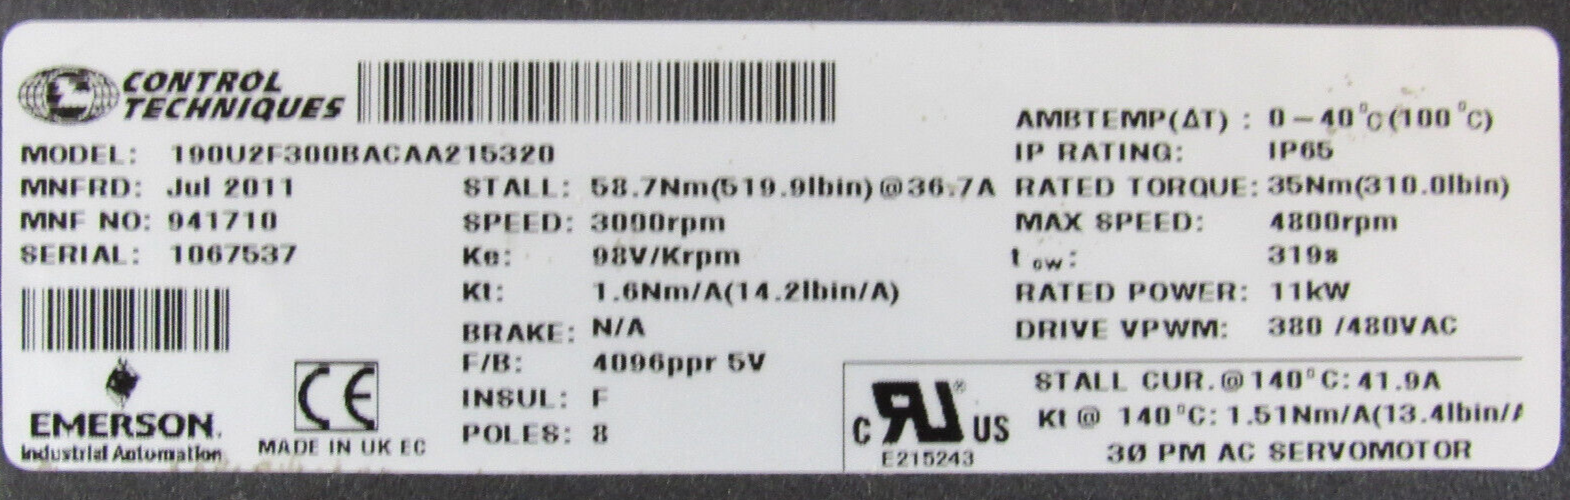 CONTROL
TECHNIQUES
MODEL: 190U2F300BACAA215320
MNFRD: Jul 2011
MNF NO: 941710
SERIAL: 1067537
EMERSON.
Industrial Automation
CE
MADE IN UK EC
STALL: 58.7Nm(519.9lbin)@36.7A
SPEED: 3000rpm
Ke: 98V/Krpm
Kt: 1.6Nm/A(14.2lbin/A)
BRAKE: N/A
F/B: 4096ppr 5V
INSUL: F
POLES: 8
AMBTEMP(ΔT) : 0-40°C(100°C)
IP RATING: IP65
RATED TORQUE: 35Nm(310.0lbin)
MAX SPEED: 4800rpm
t cw: 319s
RATED POWER: 11kW
DRIVE VPWM: 380 /480VAC
C RU ® US
E215243
STALL CUR.@140°C: 41.9A
Kt @ 140°C: 1.51Nm/A(13.4lbin/A
3Ø PM AC SERVOMOTOR